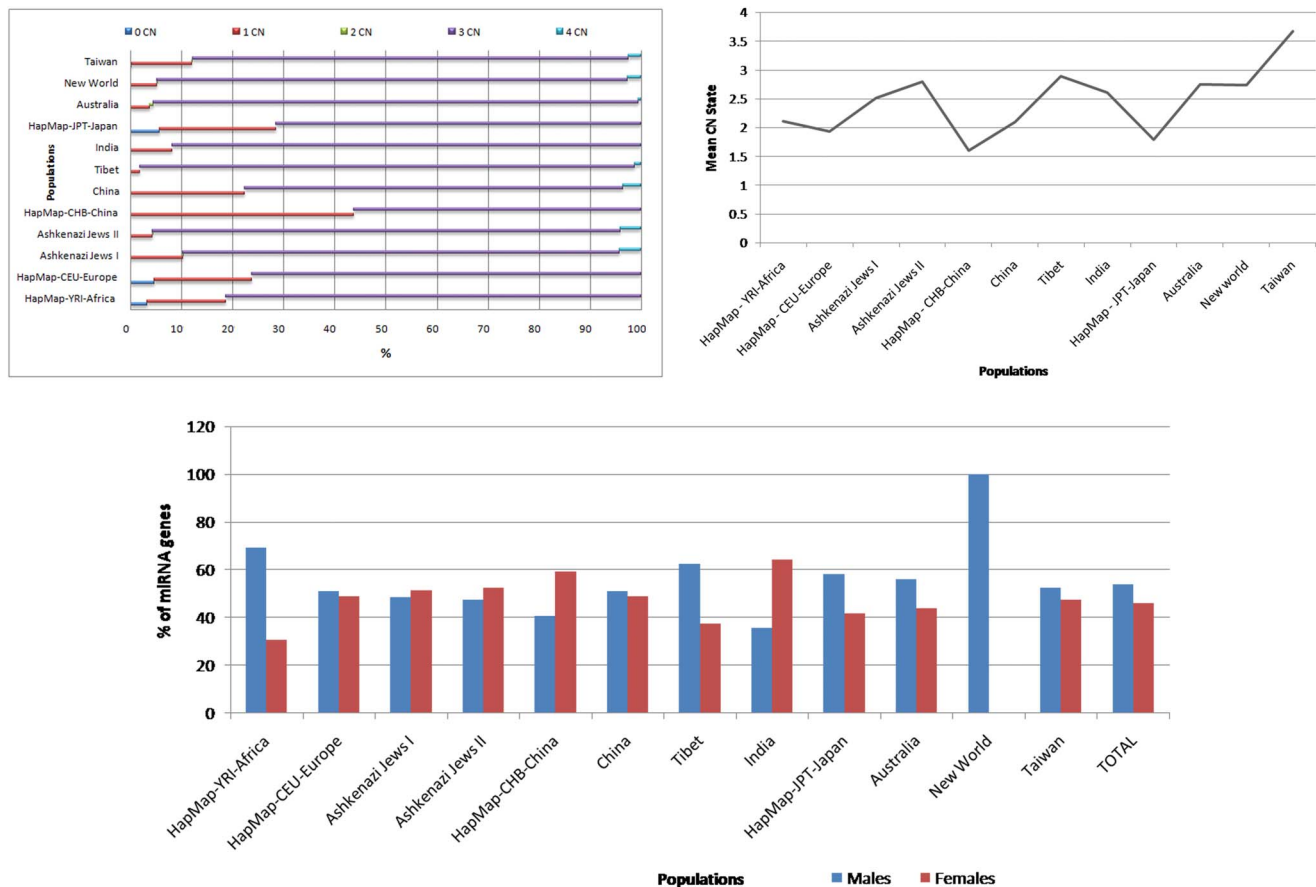 0 CN 1 CN 2 CN 3 CN 4 CN
Populations
Taiwan
New World
Australia
HapMap-JPT-Japan
India
Tibet
China
HapMap-CHB-China
Ashkenazi Jews II
Ashkenazi Jews I
HapMap-CEU-Europe
HapMap-YRI-Africa
0 10 20 30 40 50 60 70 80 90 100
%
Mean CN State
4
3.5
3
2.5
2
1.5
1
0.5
0
HapMap - YRI-Africa
HapMap - CEU-Europe
Ashkenazi Jews I
Ashkenazi Jews II
HapMap - CHB-China
China
Tibet
India
HapMap - JPT-Japan
Australia
New world
Taiwan
Populations
% of miRNA genes
120
100
80
60
40
20
0
HapMap-YRI-Africa
HapMap-CEU-Europe
Ashkenazi Jews I
Ashkenazi Jews II
HapMap-CHB-China
China
Tibet
India
HapMap-JPT-Japan
Australia
New World
Taiwan
TOTAL
Populations
Males Females